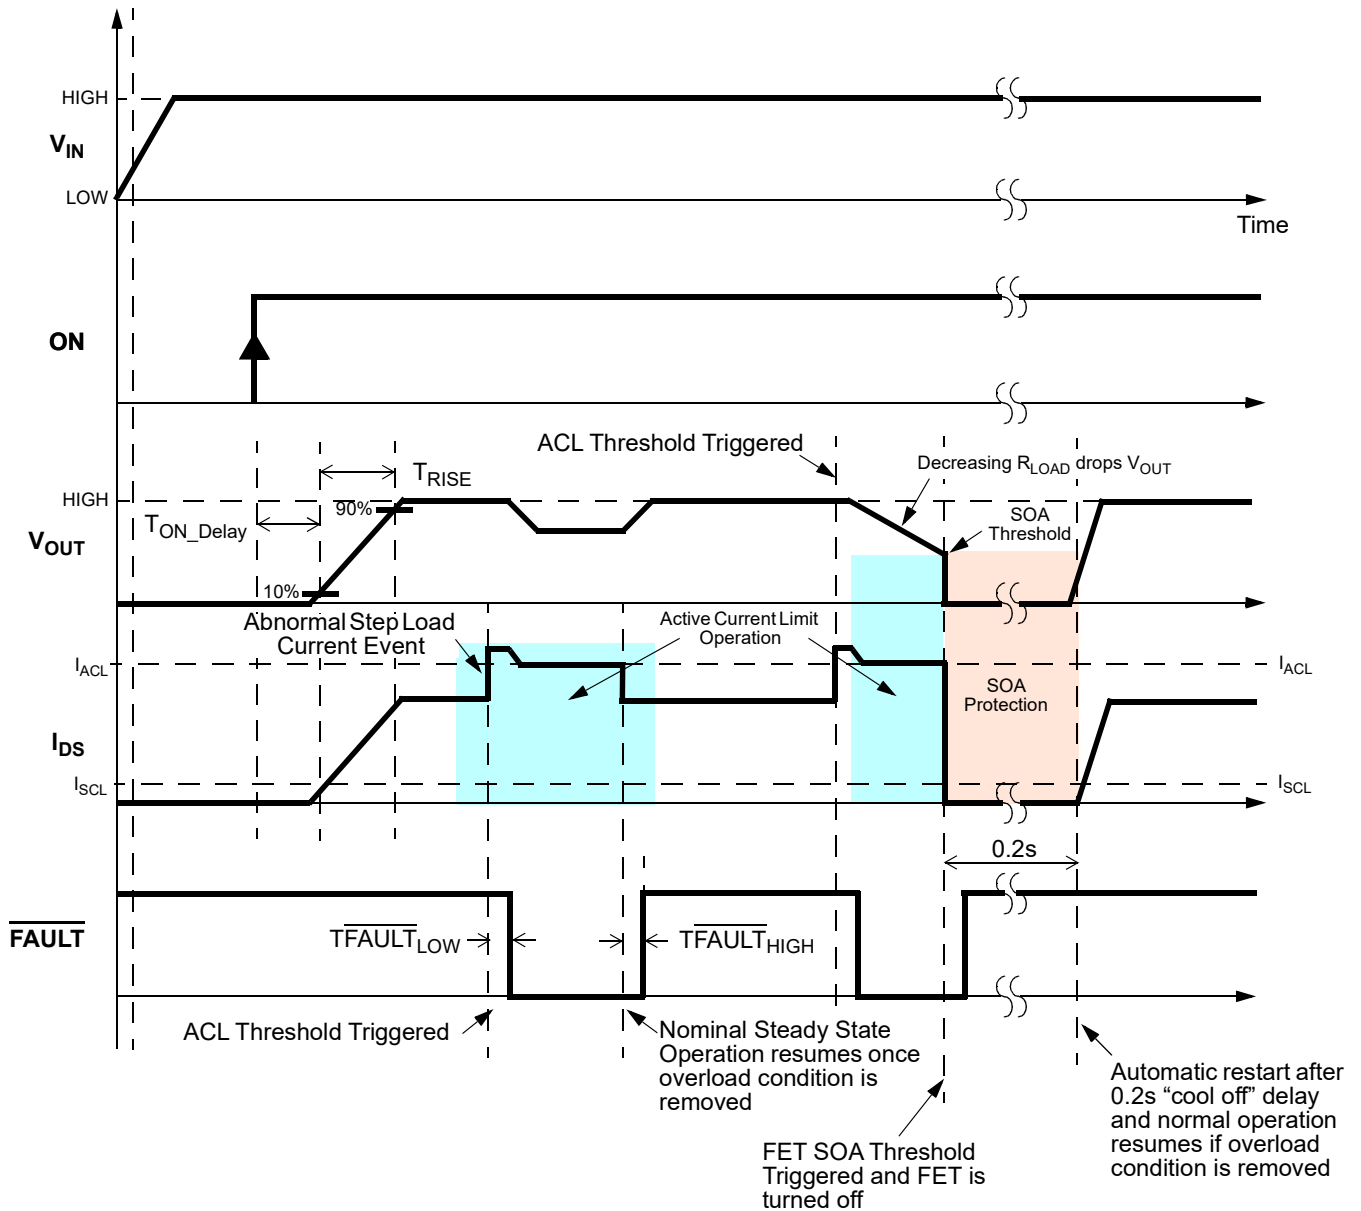 HIGH
VIN
LOW
Time
ON
ACL Threshold Triggered
Decreasing RLOAD drops VOUT
TRISE
HIGH
90%
TON_Delay
SOA
Threshold
VOUT
10%
Abnormal Step Load
Current Event
Active Current Limit
Operation
IACL
IACL
SOA
Protection
IDS
ISCL
ISCL
0.2s
FAULT
TFAULTLOW
TFAULTHIGH
ACL Threshold Triggered
Nominal Steady State
Operation resumes once
overload condition is
removed
Automatic restart after
0.2s “cool off” delay
and normal operation
resumes if overload
condition is removed
FET SOA Threshold
Triggered and FET is
turned off